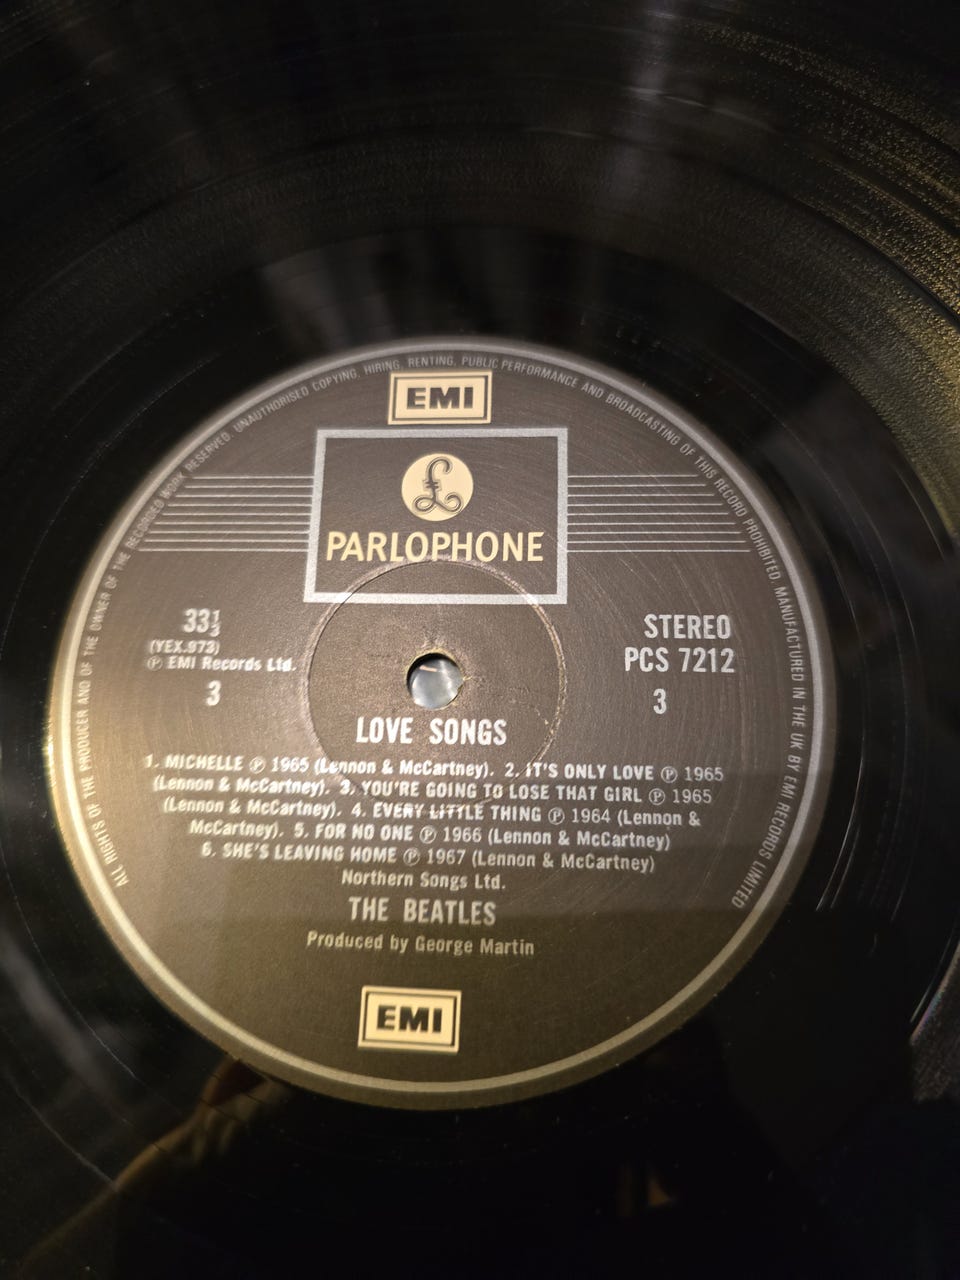 ALL RIGHTS OF THE PRODUCER AND OF THE OWNER OF THE RECORDED WORK RESERVED. UNAUTHORISED COPYING, HIRING, RENTING, PUBLIC PERFORMANCE AND BROADCASTING OF THIS RECORD PROHIBITED. MANUFACTURED IN THE UK BY EMI RECORDS LIMITED
EMI
£
PARLOPHONE
33⅓
(YEX.973)
Ⓟ EMI Records Ltd.
3
STEREO
PCS 7212
3
LOVE SONGS
1. MICHELLE Ⓟ 1965 (Lennon & McCartney). 2. IT'S ONLY LOVE Ⓟ 1965
(Lennon & McCartney). 3. YOU'RE GOING TO LOSE THAT GIRL Ⓟ 1965
(Lennon & McCartney). 4. EVERY LITTLE THING Ⓟ 1964 (Lennon &
McCartney). 5. FOR NO ONE Ⓟ 1966 (Lennon & McCartney)
6. SHE'S LEAVING HOME Ⓟ 1967 (Lennon & McCartney)
Northern Songs Ltd.
THE BEATLES
Produced by George Martin
EMI